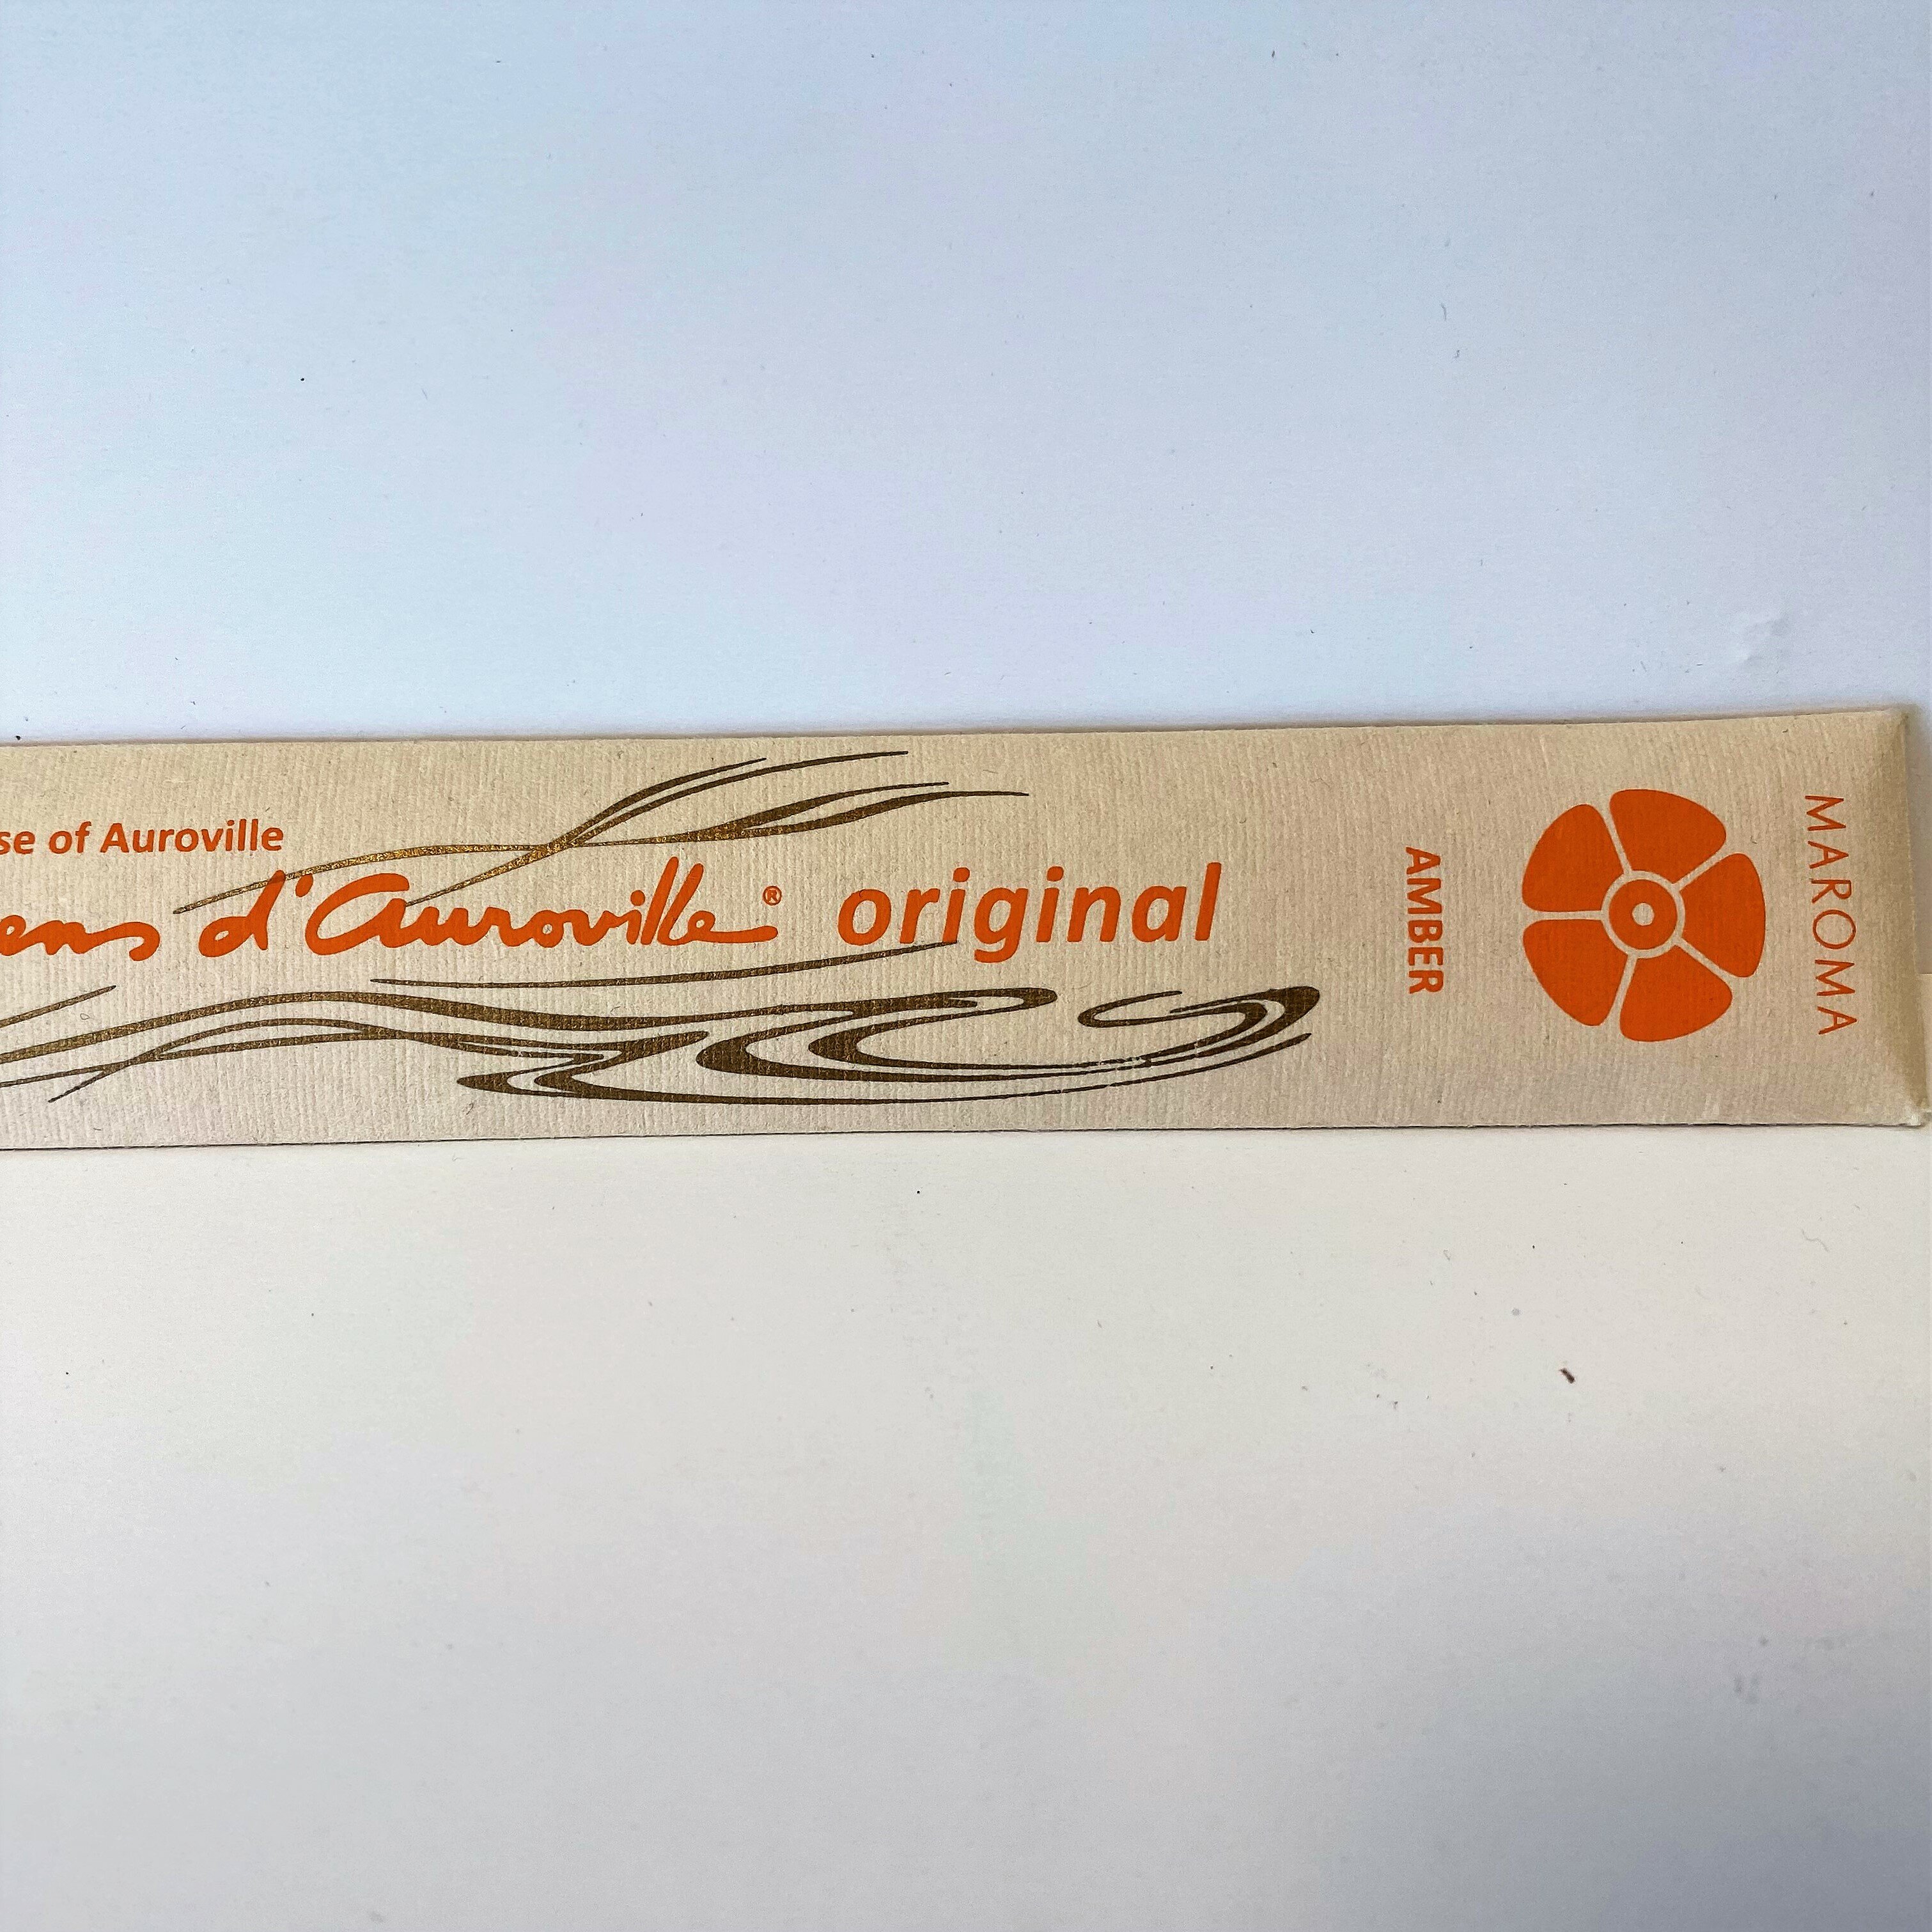 se of Auroville
ens d'Auroville® original
AMBER
MAROMA